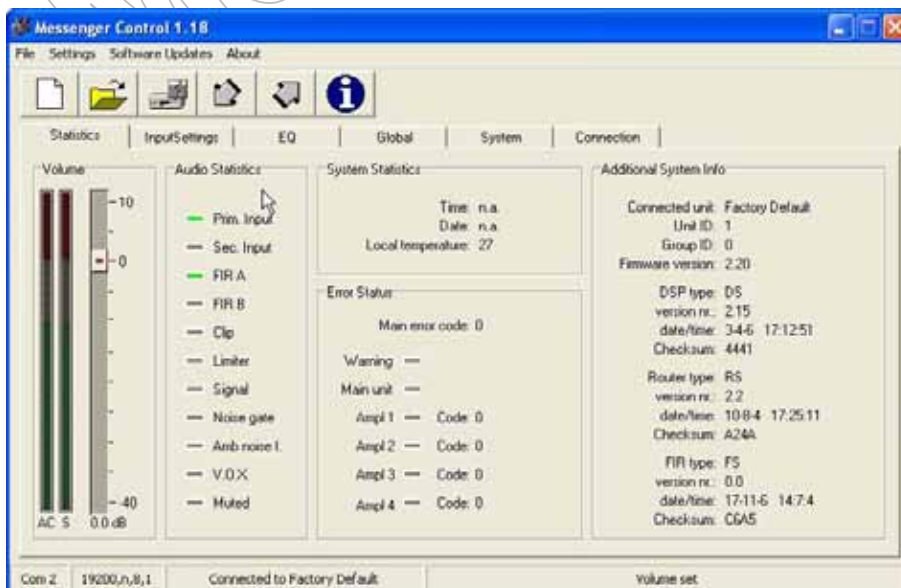 Messenger Control 1.18
File Settings Software Updates About
Statistics InputSettings EQ Global System Connection
Volume
-10
-0
-40
AC S 0.0 dB
Audio Statistics
Prim. Input
Sec. Input
FIR A
FIR B
Clip
Limiter
Signal
Noise gate
Amb noise l.
V.O.X
Muted
System Statistics
Time: n.a.
Date: n.a.
Local temperature: 27
Error Status
Main error code: 0
Warning
Main unit
Ampl 1 Code: 0
Ampl 2 Code: 0
Ampl 3 Code: 0
Ampl 4 Code: 0
Additional System Info
Connected unit: Factory Default
Unit ID: 1
Group ID: 0
Firmware version: 2.20
DSP type: DS
version nr.: 2.15
date/time: 3-4-6 17:12:51
Checksum: 4441
Router type: RS
version nr.: 2.2
date/time: 10-8-4 17:25:11
Checksum: A24A
FIR type: FS
version nr.: 0.0
date/time: 17-11-6 14:7:4
Checksum: C6A5
Com 2 19200,n,8,1 Connected to Factory Default Volume set